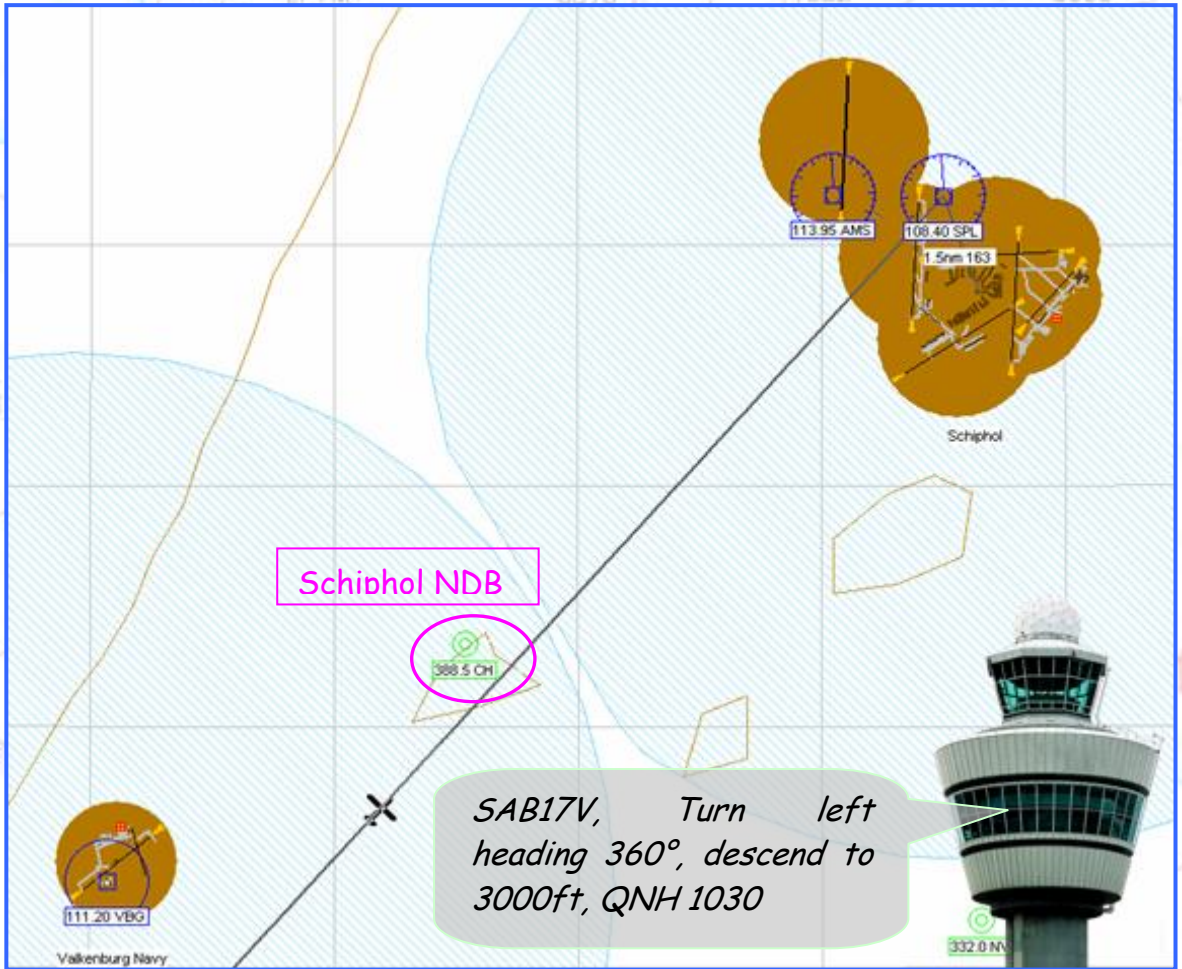 113.95 AMS
108.40 SPL
1.5nm 163
Schiphol
Schiphol NDB
388.5 CH
SAB17V, Turn left
heading 360°, descend to
3000ft, QNH 1030
111.20 VBG
332.0 NV
Valkenburg Navy